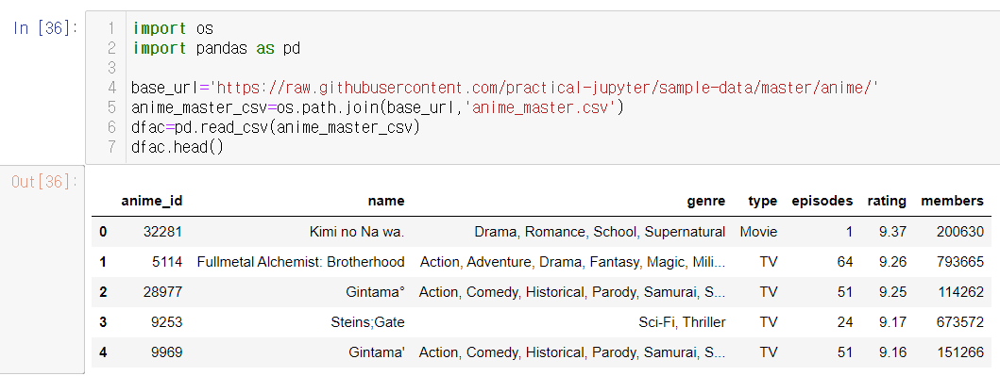 In [36]:
1 import os
2 import pandas as pd
3
4 base_url='https://raw.githubusercontent.com/practical-jupyter/sample-data/master/anime/'
5 anime_master_csv=os.path.join(base_url,'anime_master.csv')
6 dfac=pd.read_csv(anime_master_csv)
7 dfac.head()
Out[36]:
anime_id name genre type episodes rating members
0 32281 Kimi no Na wa. Drama, Romance, School, Supernatural Movie 1 9.37 200630
1 5114 Fullmetal Alchemist: Brotherhood Action, Adventure, Drama, Fantasy, Magic, Mili... TV 64 9.26 793665
2 28977 Gintama° Action, Comedy, Historical, Parody, Samurai, S... TV 51 9.25 114262
3 9253 Steins;Gate Sci-Fi, Thriller TV 24 9.17 673572
4 9969 Gintama' Action, Comedy, Historical, Parody, Samurai, S... TV 51 9.16 151266